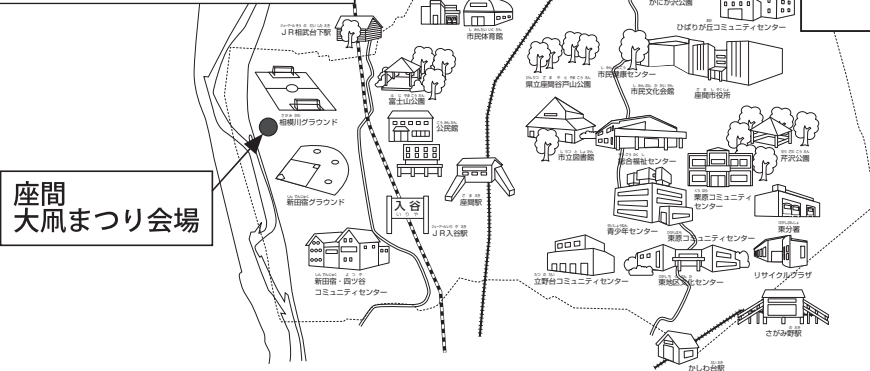 かにが沢公園
ひばりが丘コミュニティセンター
JR相武台下駅
市民体育館
市民健康センター
県立座間谷戸山公園
市民文化会館
座間市役所
富士山公園
相模川グラウンド
公民館
市立図書館
総合福祉センター
芹沢公園
栗原コミュニティ
センター
新田宿グラウンド
座間駅
入谷
いりや
JR入谷駅
座間
大凧まつり会場
青少年センター
東原コミュニティセンター
東分署
新田宿・四ツ谷
コミュニティセンター
立野台コミュニティセンター
東地区文化センター
リサイクルプラザ
さがみ野駅
かしわ台駅